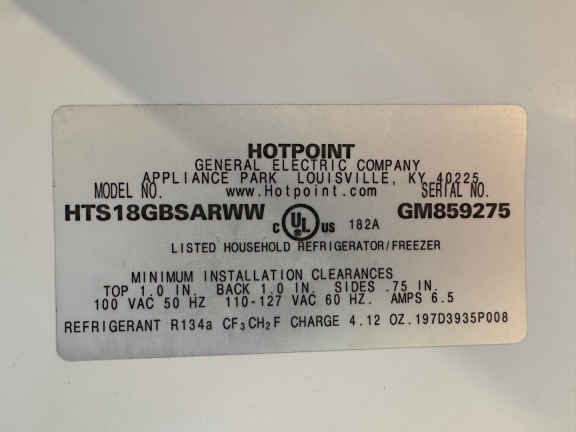 HOTPOINT
GENERAL ELECTRIC COMPANY
APPLIANCE PARK LOUISVILLE, KY 40225
MODEL NO. www.Hotpoint.com SERIAL NO.
HTS18GBSARWW C UL US 182A GM859275
LISTED HOUSEHOLD REFRIGERATOR/FREEZER
MINIMUM INSTALLATION CLEARANCES
TOP 1.0 IN. BACK 1.0 IN. SIDES .75 IN.
100 VAC 50 HZ 110-127 VAC 60 HZ. AMPS 6.5
REFRIGERANT R134a CF₃CH₂F CHARGE 4.12 OZ.197D3935P008